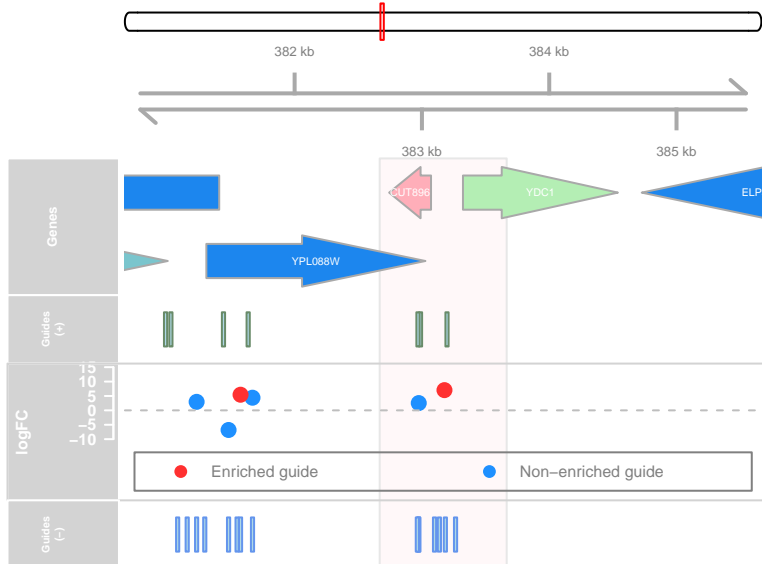 382 kb
384 kb
383 kb
385 kb
Genes
CUT896
YDC1
ELP
YPL088W
Guides
(+)
logFC
15
10
5
0
−5
−10
Enriched guide
Non−enriched guide
Guides
(−)